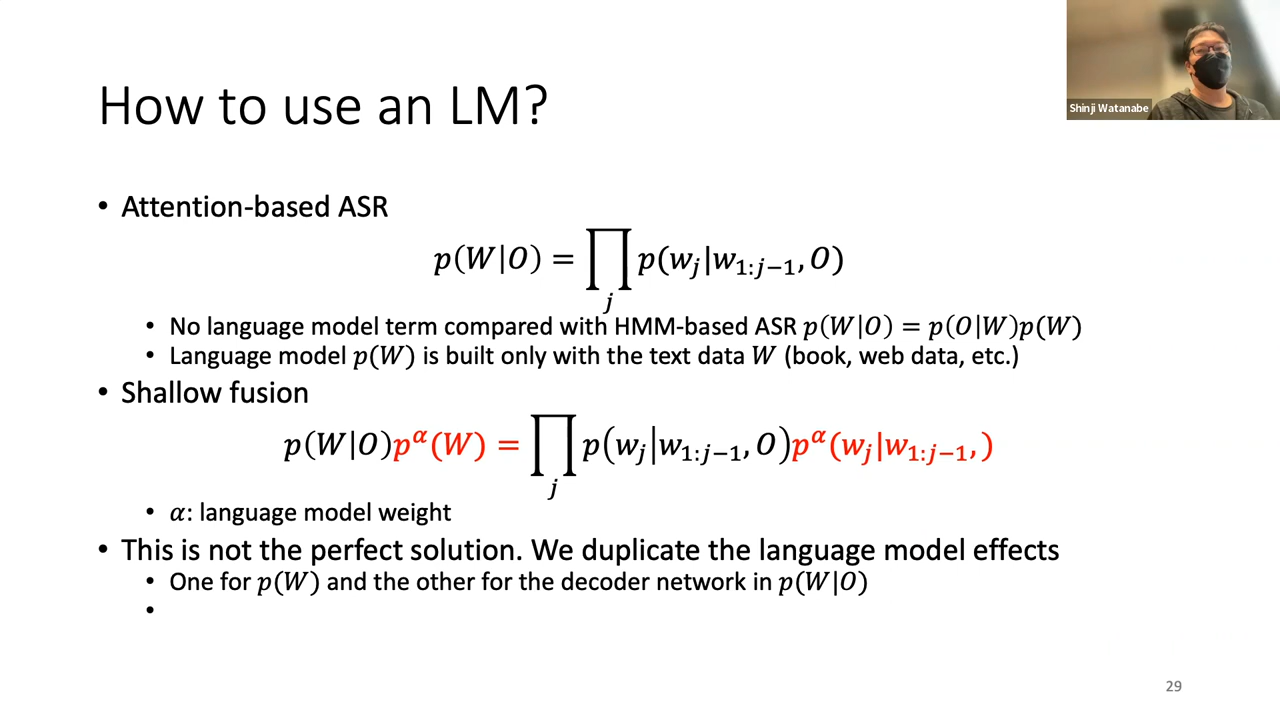 Shinji Watanabe
How to use an LM?
• Attention-based ASR
p(W|O) = ∏_j p(w_j|w_{1:j−1}, O)
• No language model term compared with HMM-based ASR p(W|O) = p(O|W)p(W)
• Language model p(W) is built only with the text data W (book, web data, etc.)
• Shallow fusion
p(W|O)p^α(W) = ∏_j p(w_j|w_{1:j−1}, O)p^α(w_j|w_{1:j−1}, )
• α: language model weight
• This is not the perfect solution. We duplicate the language model effects
• One for p(W) and the other for the decoder network in p(W|O)
•
29